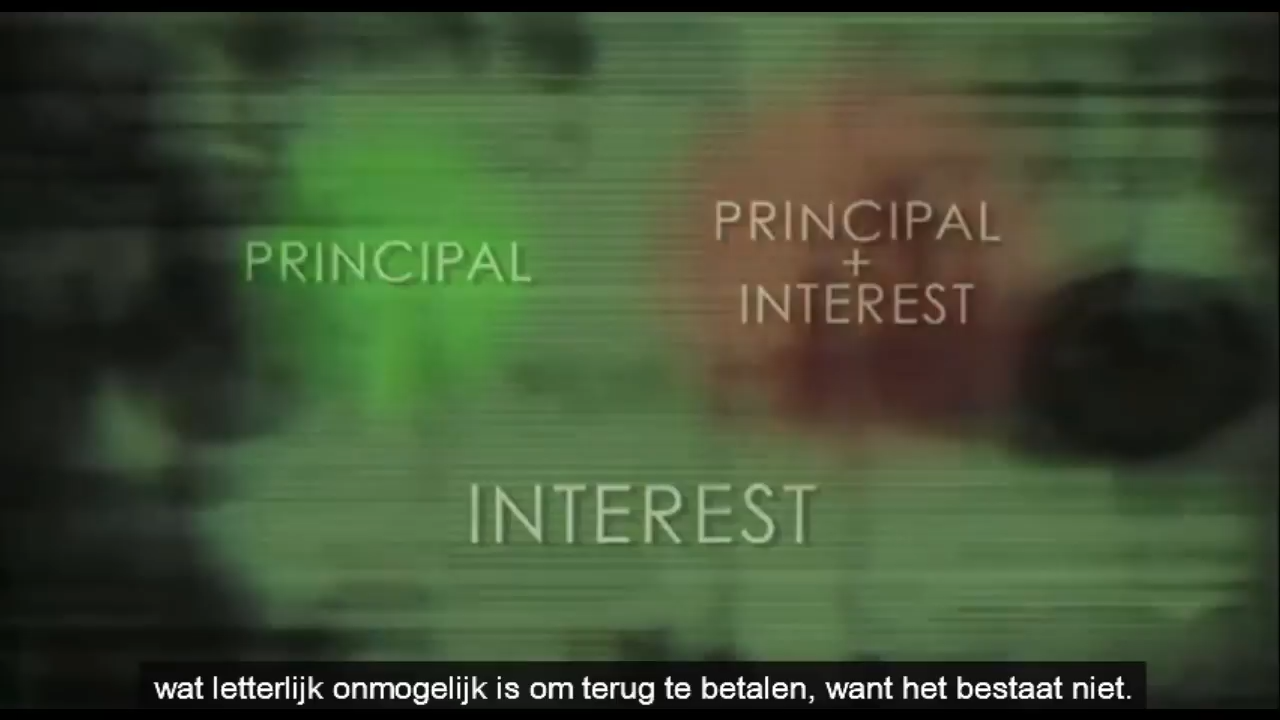 PRINCIPAL
PRINCIPAL
+
INTEREST
INTEREST
wat letterlijk onmogelijk is om terug te betalen, want het bestaat niet.